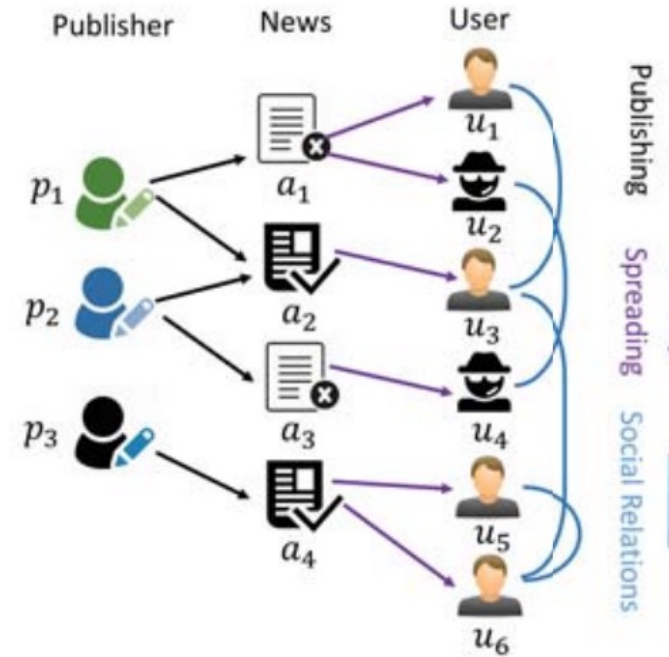 Publisher News User
u₁
p₁
a₁
u₂
p₂
a₂
u₃
a₃
u₄
p₃
a₄
u₅
u₆
Publishing
Spreading
Social Relations